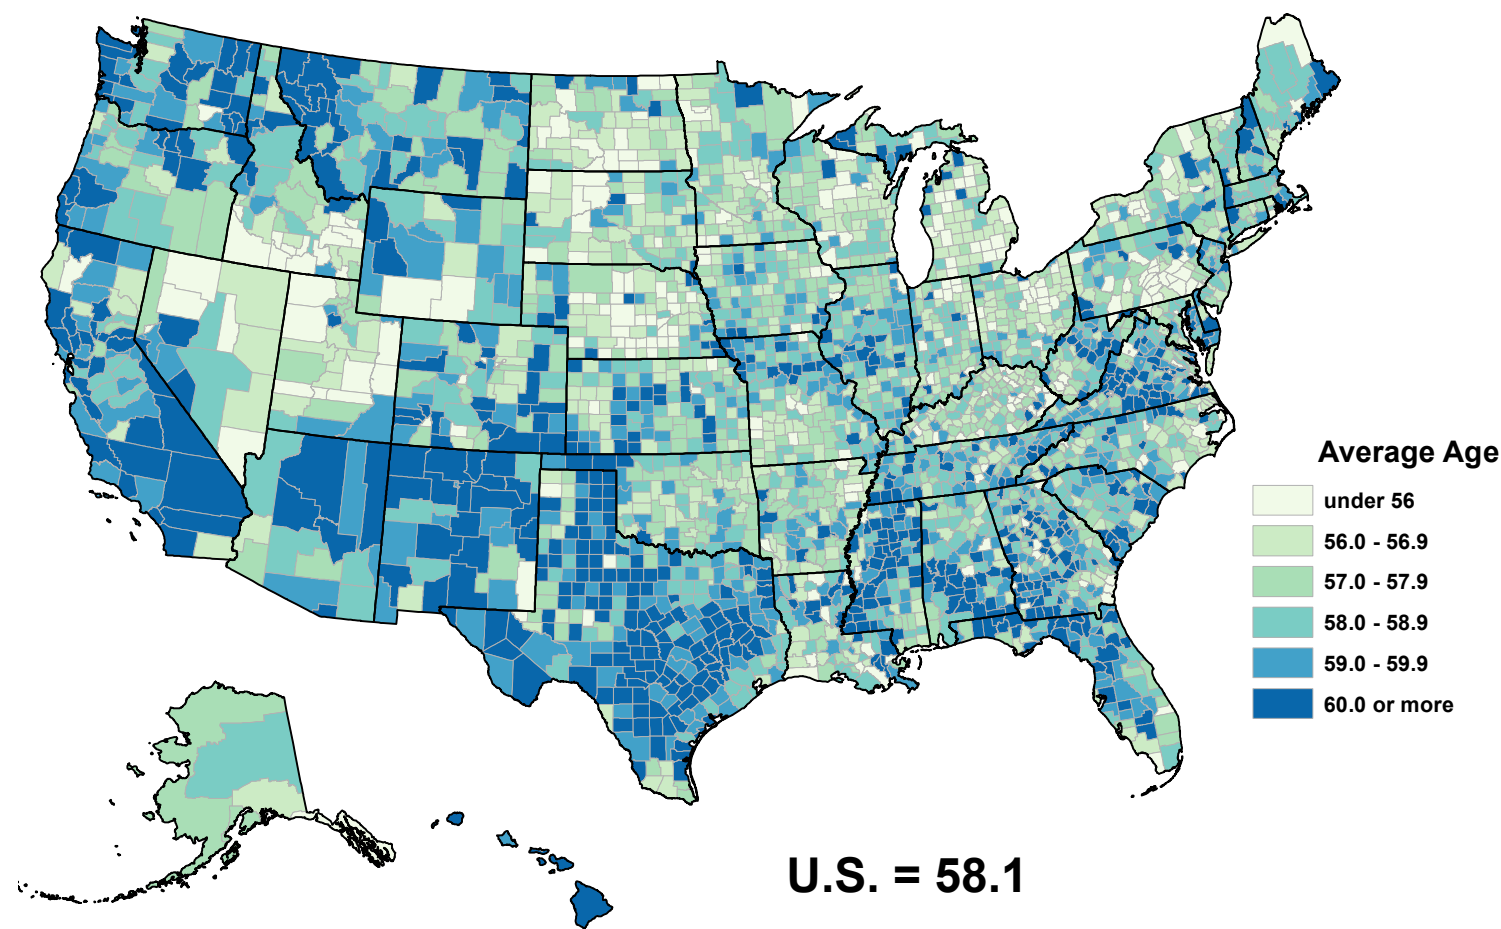 Average Age
under 56
56.0 - 56.9
57.0 - 57.9
58.0 - 58.9
59.0 - 59.9
60.0 or more
U.S. = 58.1